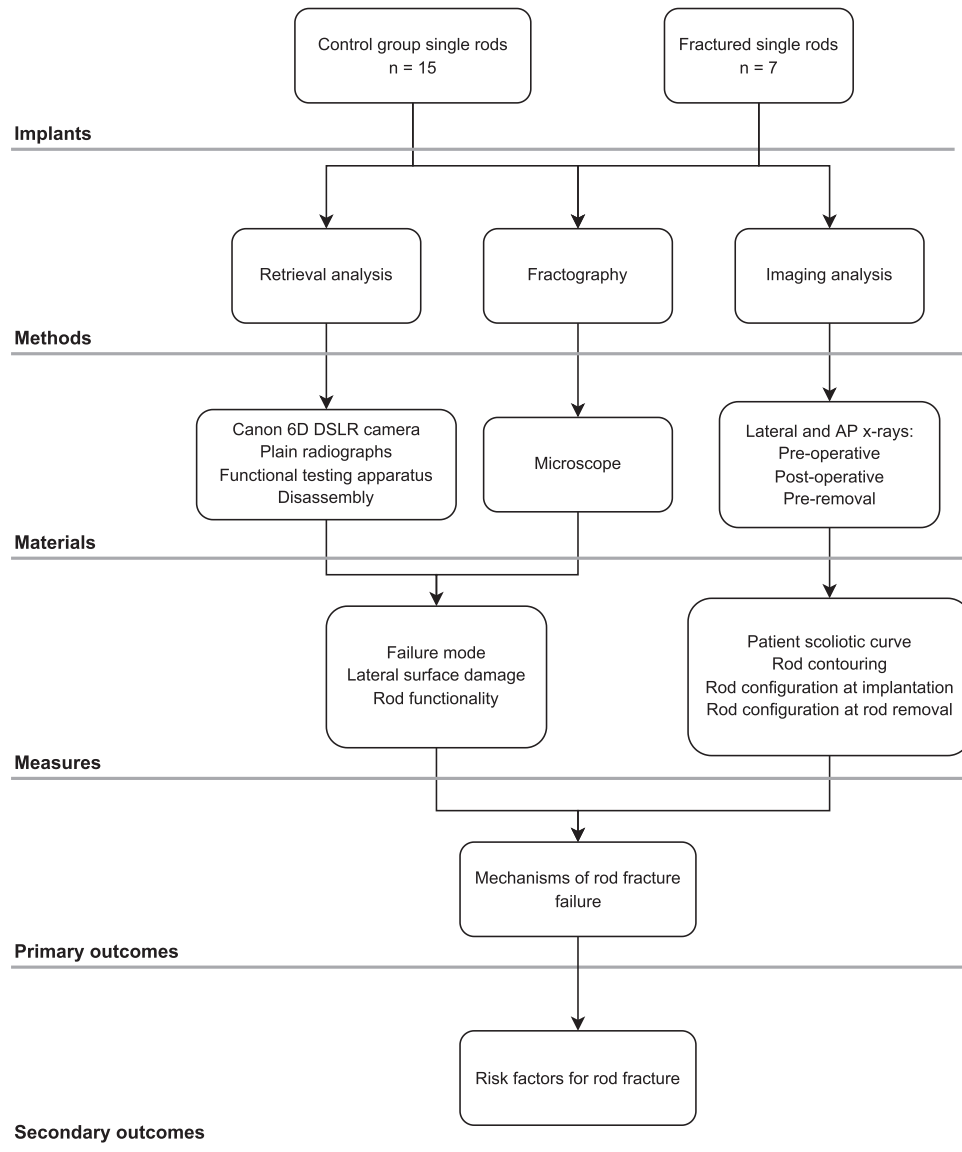 Control group single rods
n = 15
Fractured single rods
n = 7
Implants
Retrieval analysis
Fractography
Imaging analysis
Methods
Canon 6D DSLR camera
Plain radiographs
Functional testing apparatus
Disassembly
Microscope
Lateral and AP x-rays:
Pre-operative
Post-operative
Pre-removal
Materials
Failure mode
Lateral surface damage
Rod functionality
Patient scoliotic curve
Rod contouring
Rod configuration at implantation
Rod configuration at rod removal
Measures
Mechanisms of rod fracture
failure
Primary outcomes
Risk factors for rod fracture
Secondary outcomes